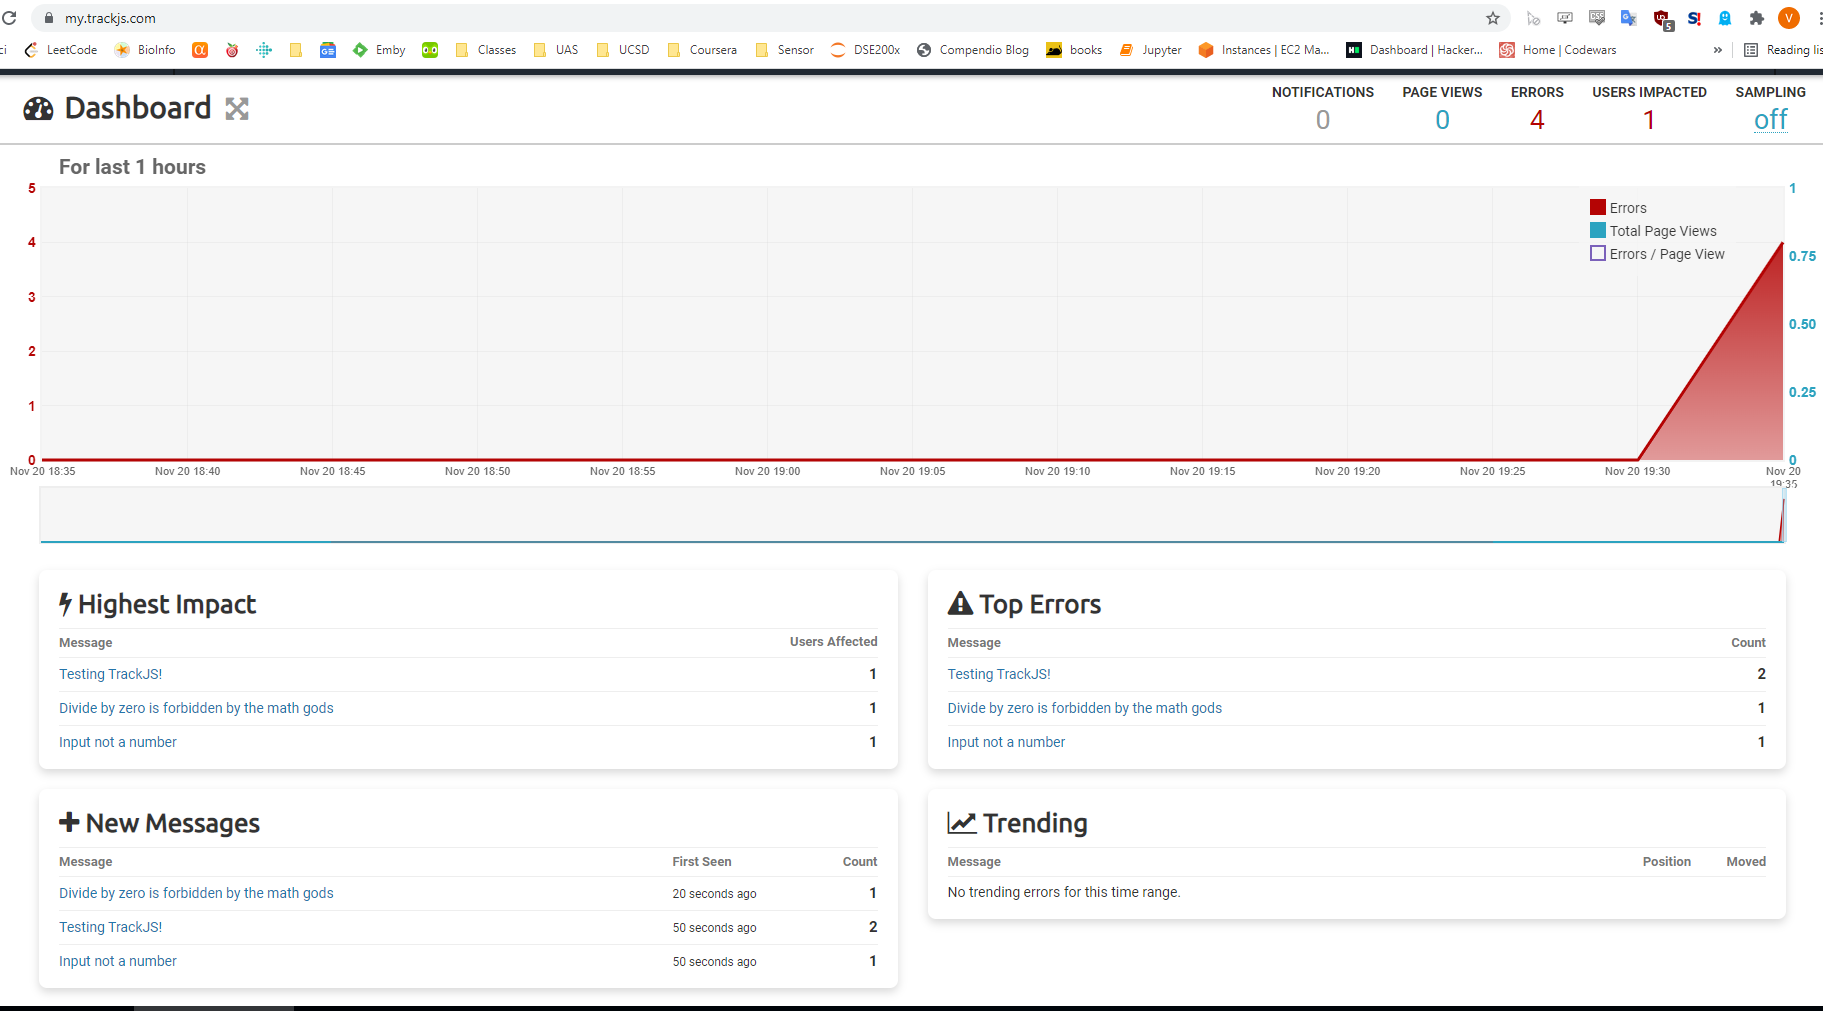 my.trackjs.com
5
S!
V
ci
LeetCode
BioInfo
Emby
Classes
UAS
UCSD
Coursera
Sensor
DSE200x
Compendio Blog
books
Jupyter
Instances | EC2 Ma...
Dashboard | Hacker...
Home | Codewars
»
Reading lis
Dashboard
NOTIFICATIONS
0
PAGE VIEWS
0
ERRORS
4
USERS IMPACTED
1
SAMPLING
off
For last 1 hours
5
4
3
2
1
0
1
0.75
0.50
0.25
0
Errors
Total Page Views
Errors / Page View
Nov 20 18:35
Nov 20 18:40
Nov 20 18:45
Nov 20 18:50
Nov 20 18:55
Nov 20 19:00
Nov 20 19:05
Nov 20 19:10
Nov 20 19:15
Nov 20 19:20
Nov 20 19:25
Nov 20 19:30
Nov 20
19:35
Highest Impact
Message Users Affected
Testing TrackJS! 1
Divide by zero is forbidden by the math gods 1
Input not a number 1
Top Errors
Message Count
Testing TrackJS! 2
Divide by zero is forbidden by the math gods 1
Input not a number 1
New Messages
Message First Seen Count
Divide by zero is forbidden by the math gods 20 seconds ago 1
Testing TrackJS! 50 seconds ago 2
Input not a number 50 seconds ago 1
Trending
Message Position Moved
No trending errors for this time range.